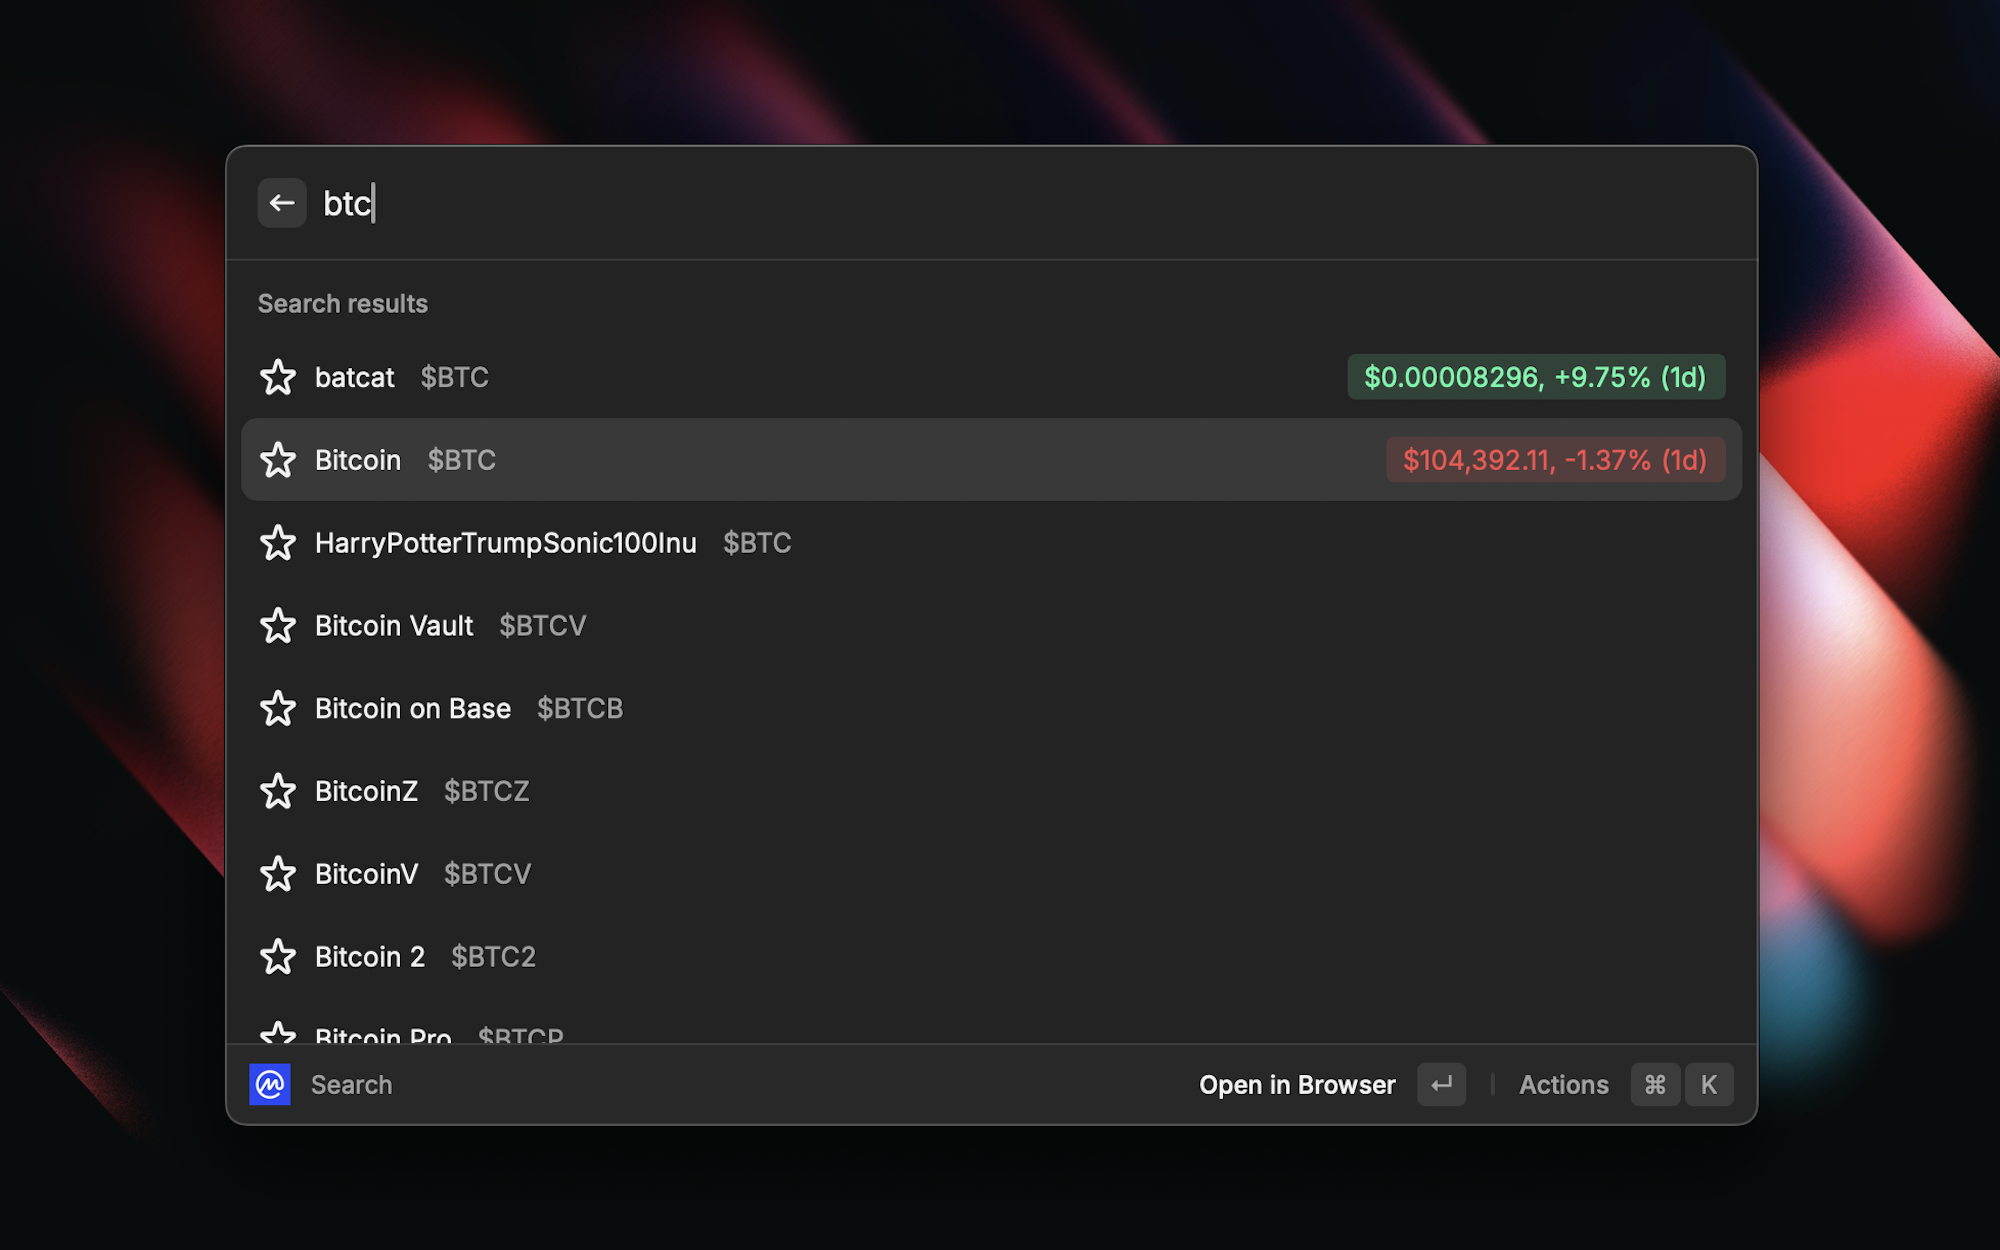 btc
Search results
batcat $BTC $0.00008296, +9.75% (1d)
Bitcoin $BTC $104,392.11, -1.37% (1d)
HarryPotterTrumpSonic100Inu $BTC
Bitcoin Vault $BTCV
Bitcoin on Base $BTCB
BitcoinZ $BTCZ
BitcoinV $BTCV
Bitcoin 2 $BTC2
Bitcoin Pro $BTCP
Search Open in Browser ↵ | Actions ⌘ K